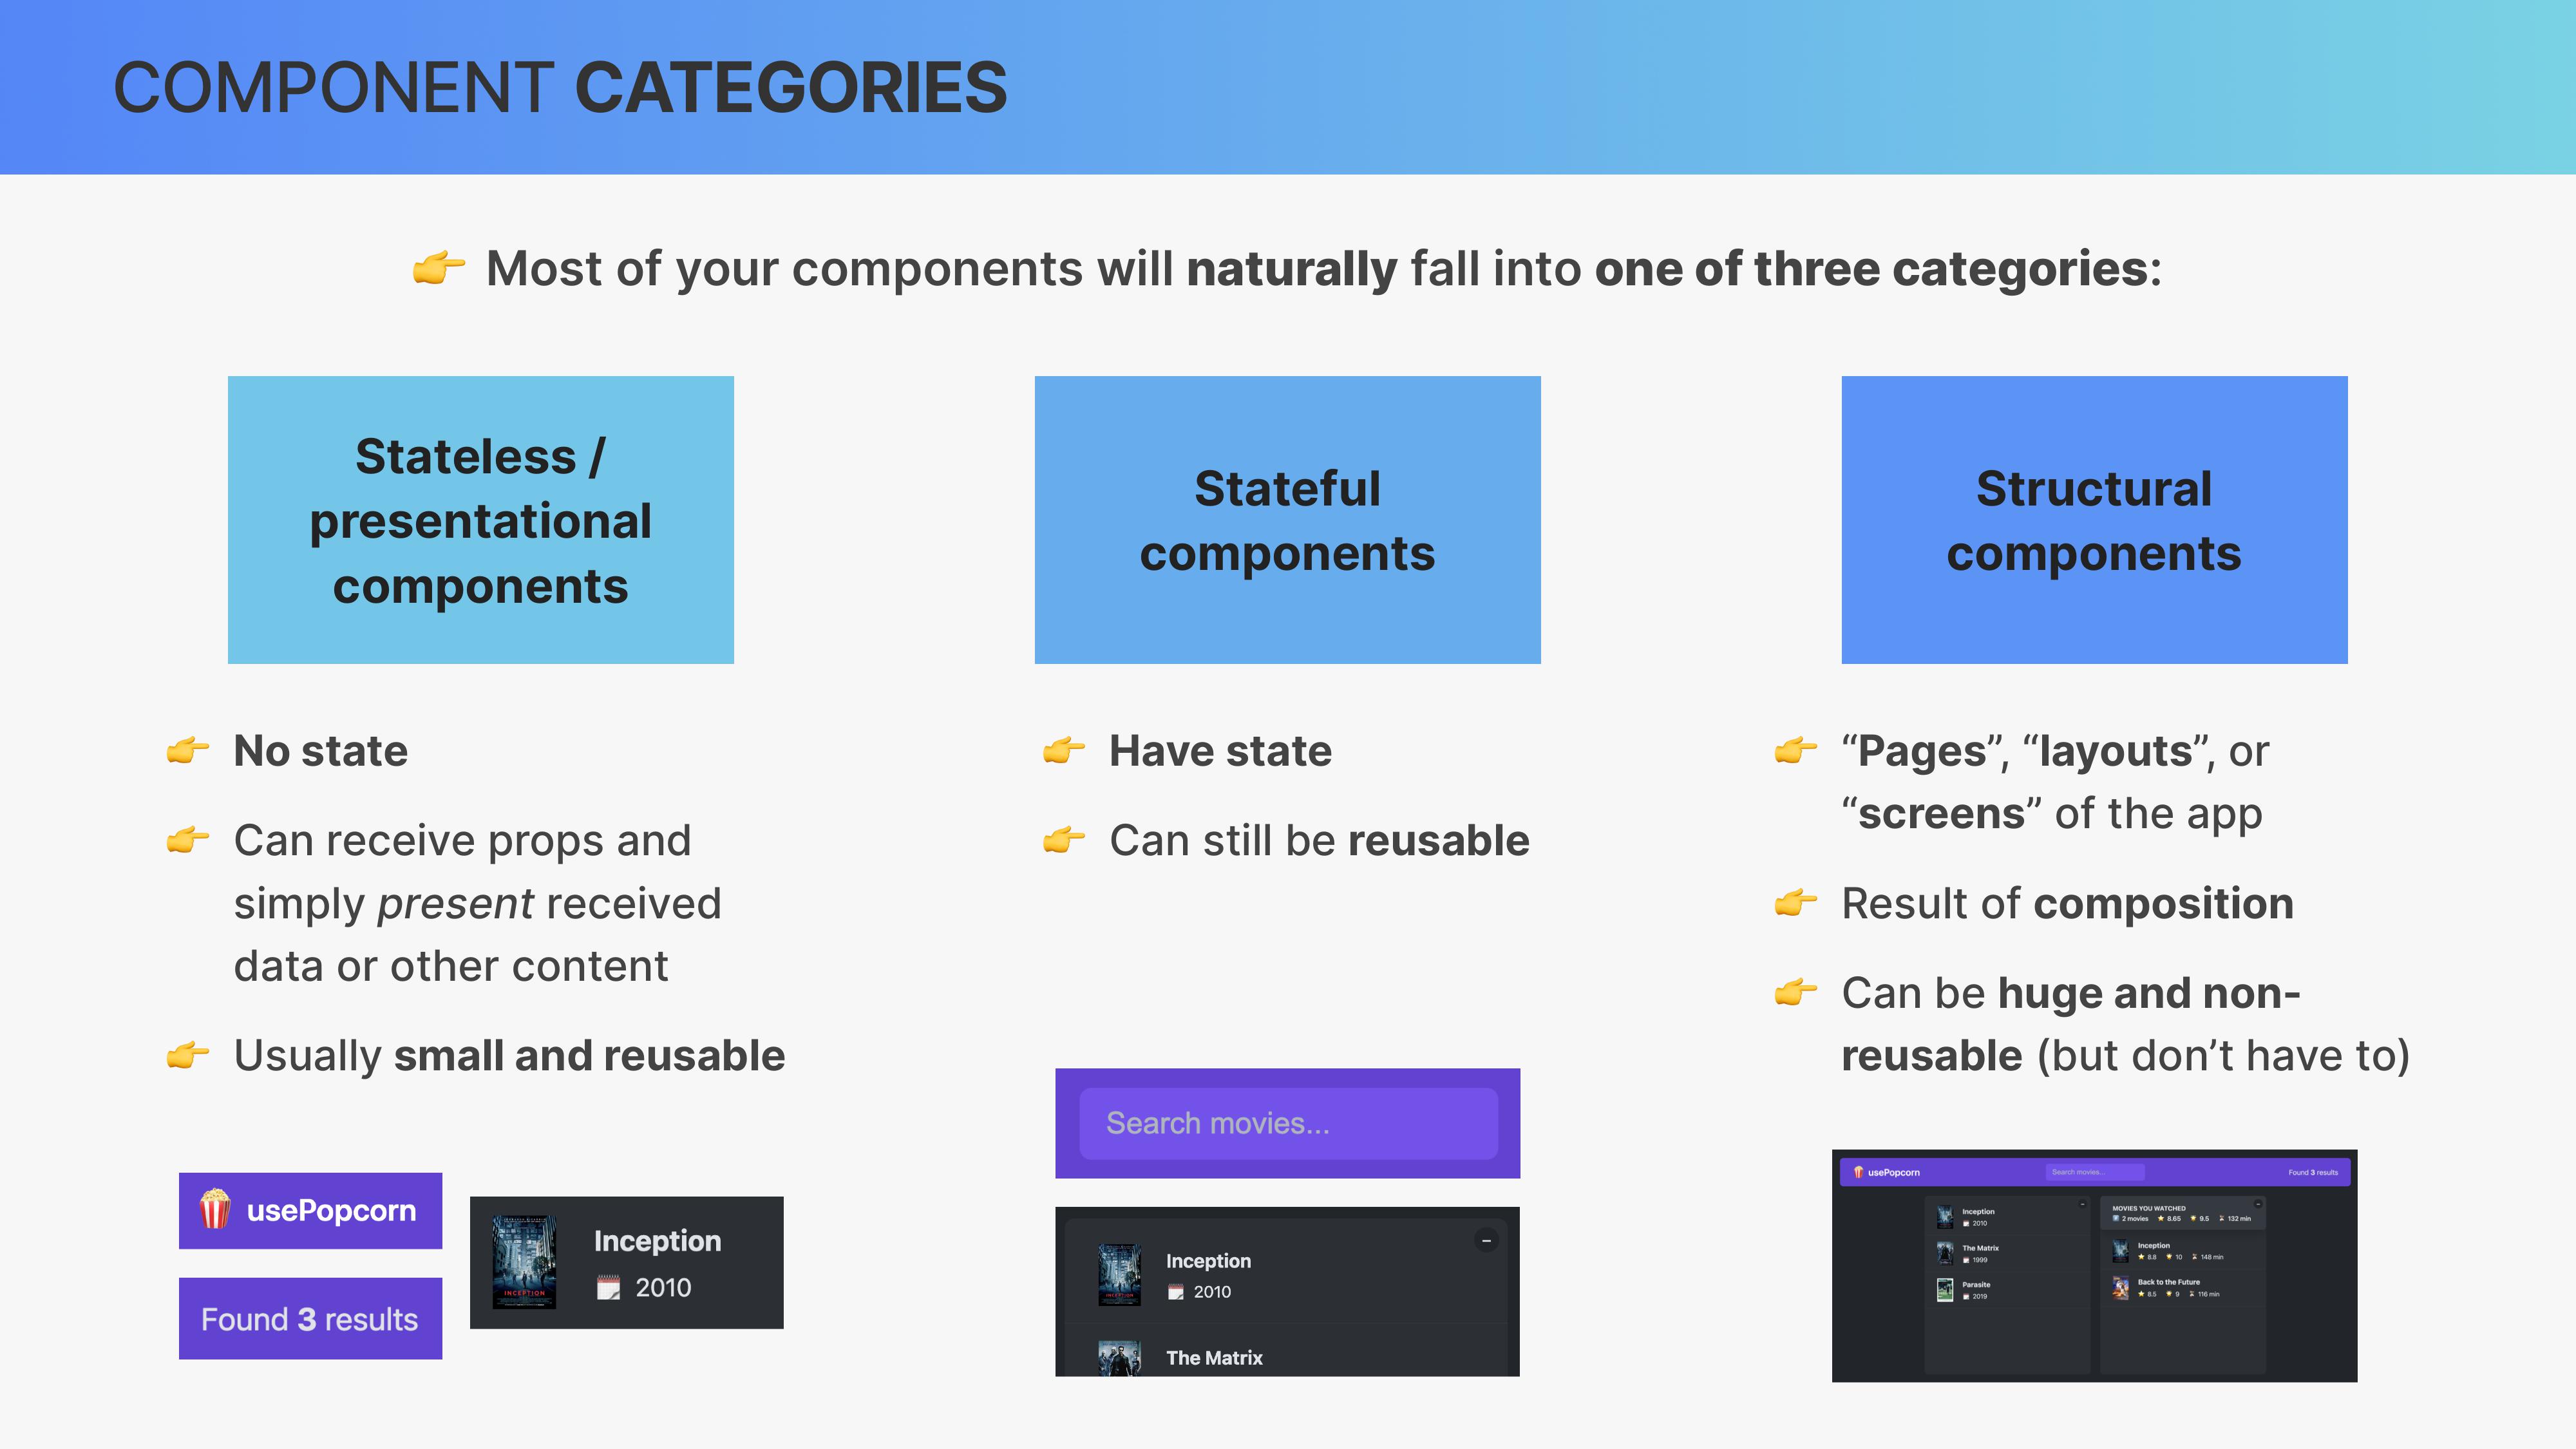 COMPONENT CATEGORIES
👉 Most of your components will naturally fall into one of three categories:
Stateless /
presentational
components
👉 No state
👉 Can receive props and
simply present received
data or other content
👉 Usually small and reusable
🍿 usePopcorn
Found 3 results
INCEPTION
Inception
🗓 2010
Stateful
components
👉 Have state
👉 Can still be reusable
Search movies...
–
Inception
🗓 2010
The Matrix
Structural
components
👉 “Pages”, “layouts”, or
“screens” of the app
👉 Result of composition
👉 Can be huge and non-
reusable (but don’t have to)
🍿 usePopcorn
Search movies...
Found 3 results
Inception
🗓 2010
The Matrix
🗓 1999
Parasite
🗓 2019
MOVIES YOU WATCHED
#️⃣ 2 movies ⭐️ 8.65 🌟 9.5 ⏳ 132 min
Inception
⭐️ 8.8 🌟 10 ⏳ 148 min
Back to the Future
⭐️ 8.5 🌟 9 ⏳ 116 min